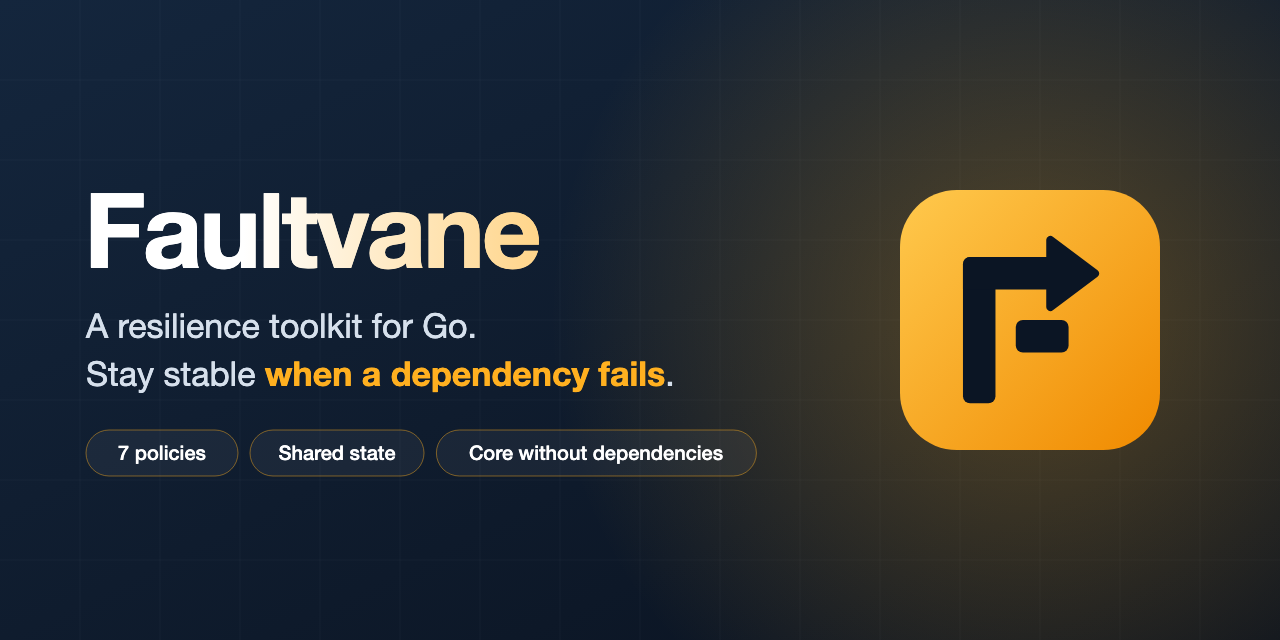 Faultvane
A resilience toolkit for Go.
Stay stable when a dependency fails.
7 policies
Shared state
Core without dependencies